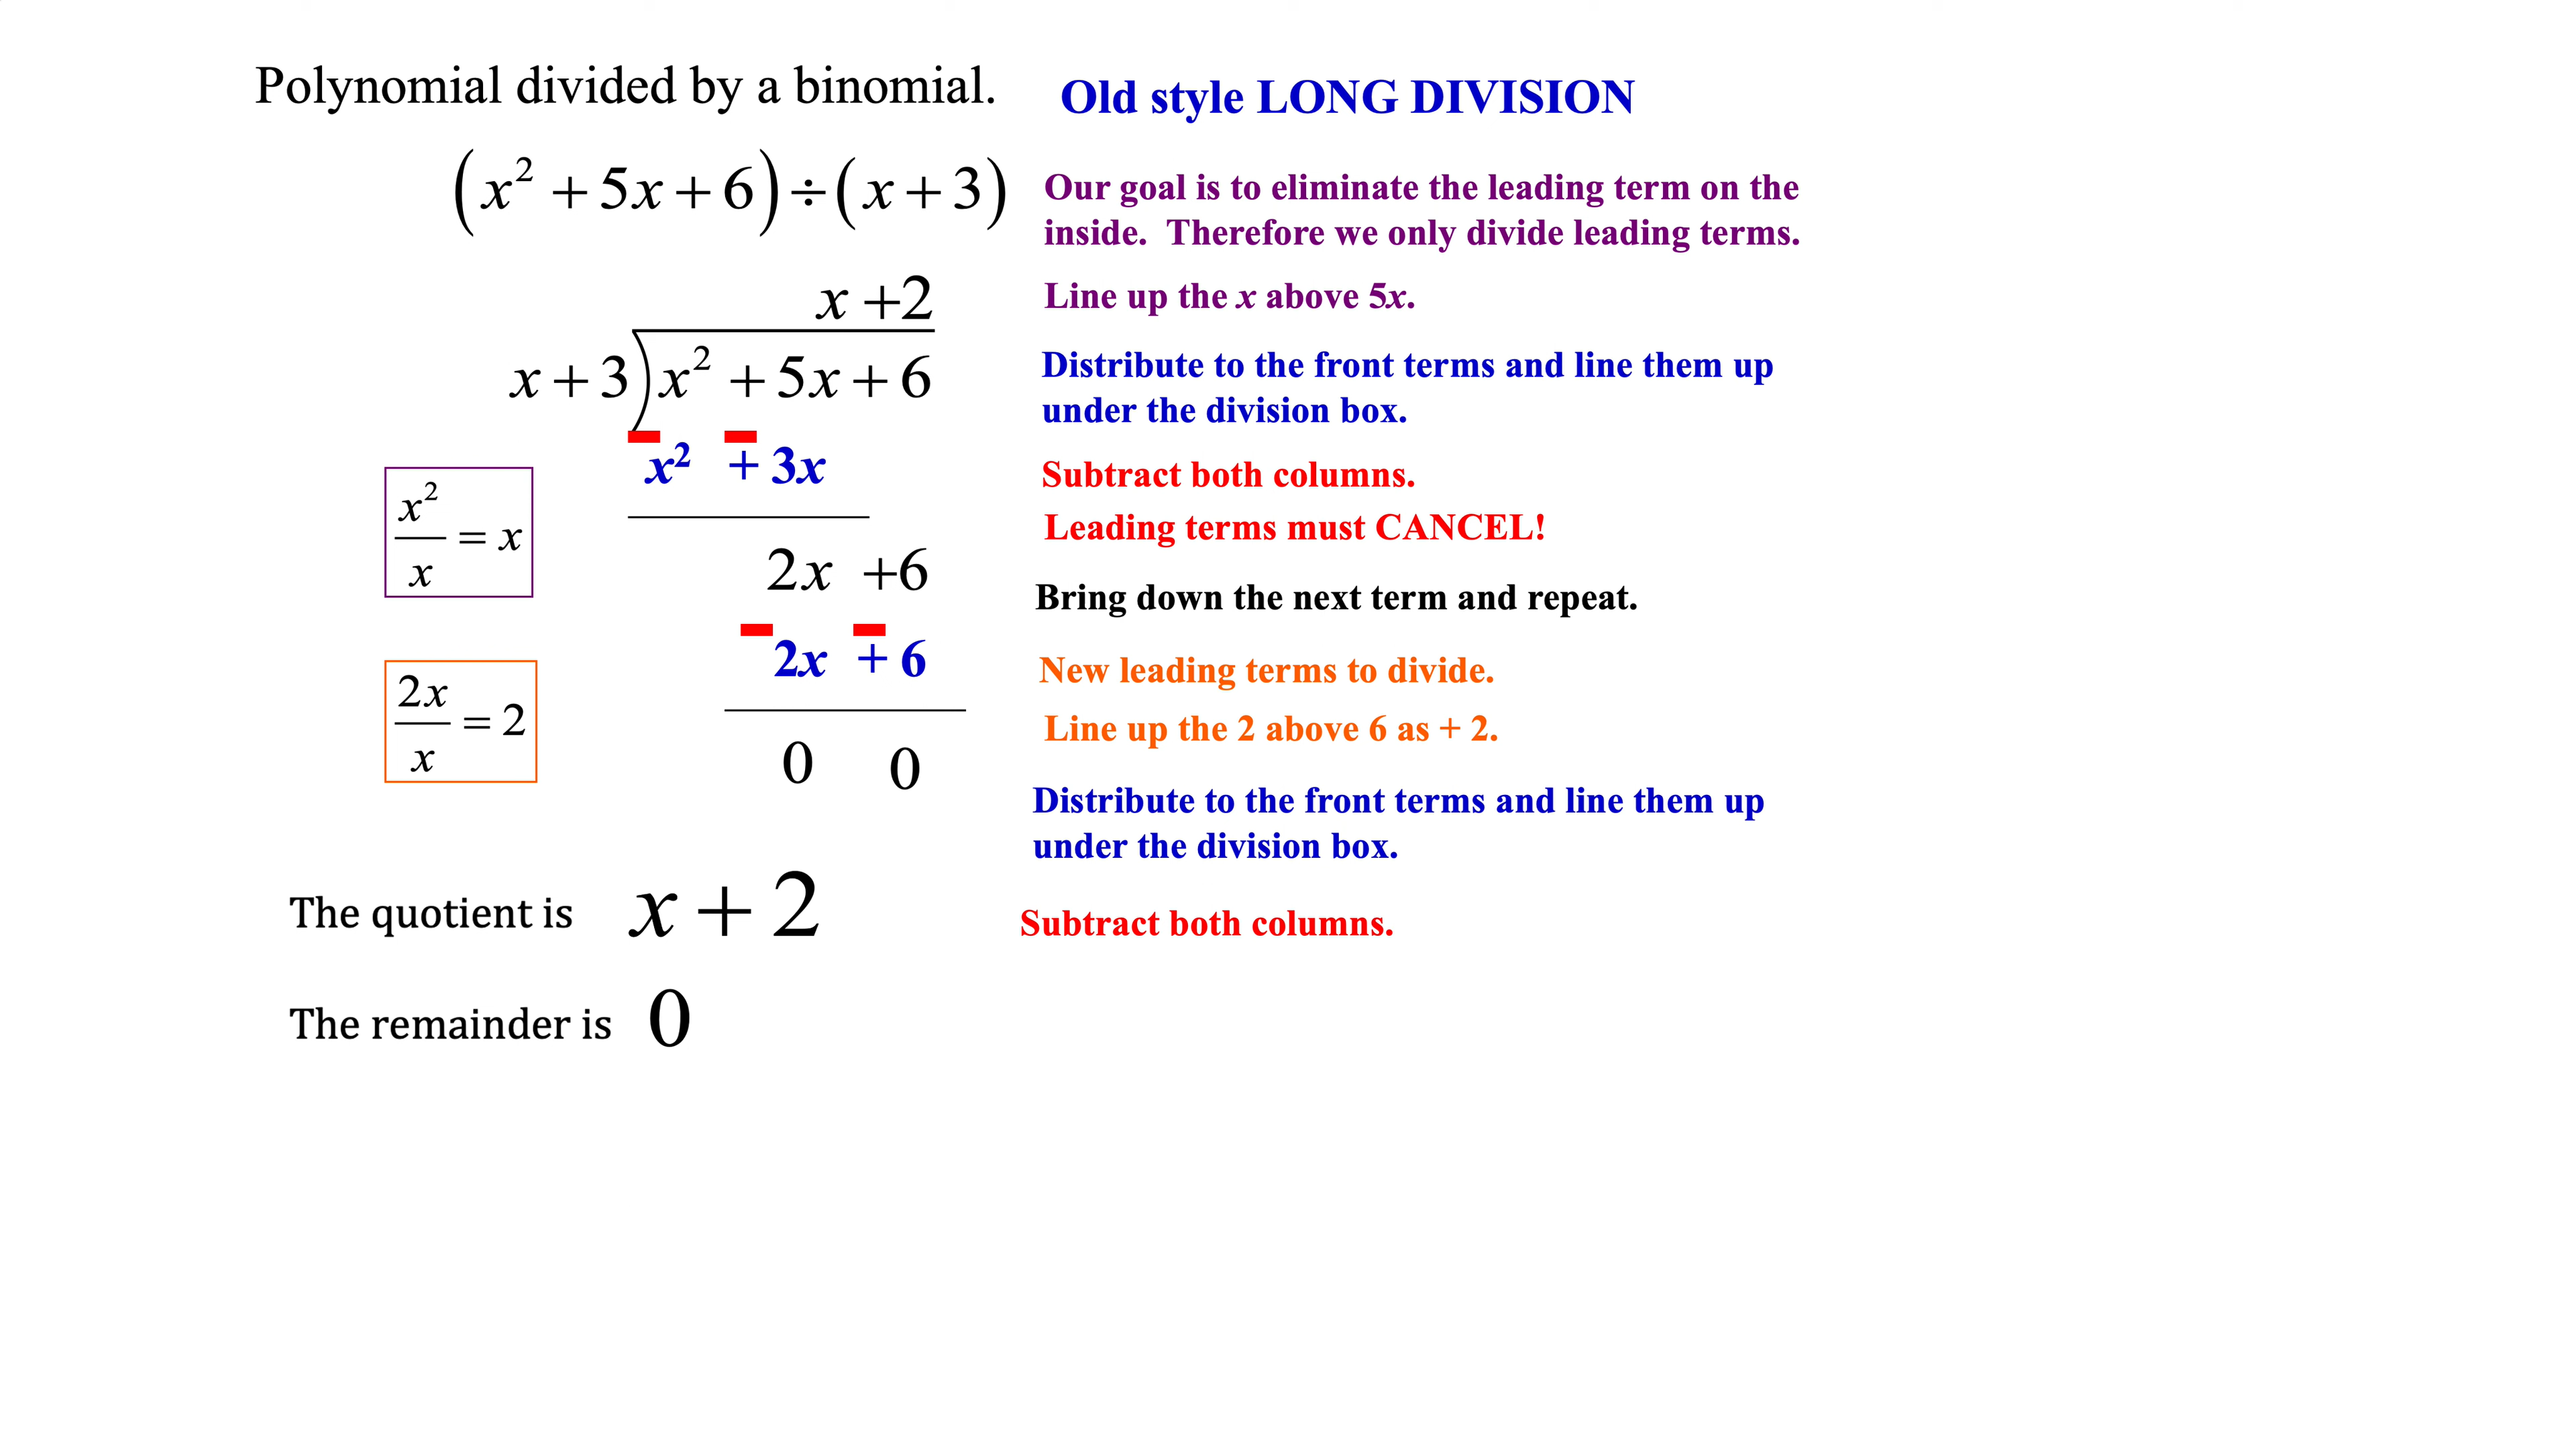 Polynomial divided by a binomial.
Old style LONG DIVISION
(x² + 5x + 6) ÷ (x + 3)
Our goal is to eliminate the leading term on the
inside. Therefore we only divide leading terms.
x +2
Line up the x above 5x.
x + 3)x² + 5x + 6
Distribute to the front terms and line them up
under the division box.
− −
x² + 3x
Subtract both columns.
x²/x = x
Leading terms must CANCEL!
2x +6
Bring down the next term and repeat.
− −
2x + 6
New leading terms to divide.
2x/x = 2
Line up the 2 above 6 as + 2.
0 0
Distribute to the front terms and line them up
under the division box.
The quotient is x + 2
Subtract both columns.
The remainder is 0